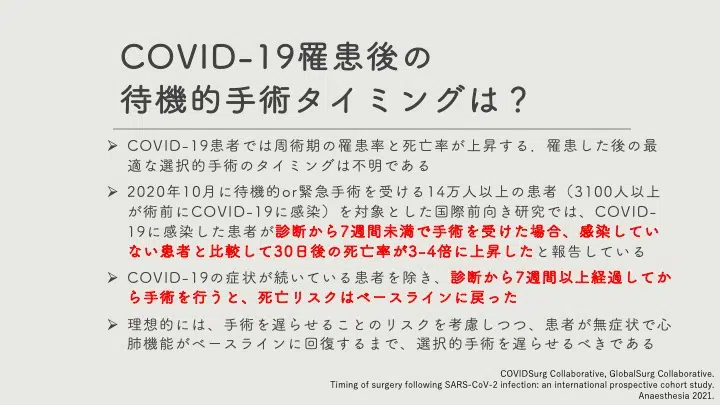 COVID-19罹患後の
待機的手術タイミングは？
➢ COVID-19患者では周術期の罹患率と死亡率が上昇する．罹患した後の最
適な選択的手術のタイミングは不明である
➢ 2020年10月に待機的or緊急手術を受ける14万人以上の患者（3100人以上
が術前にCOVID-19に感染）を対象とした国際前向き研究では、COVID-
19に感染した患者が診断から7週間未満で手術を受けた場合、感染してい
ない患者と比較して30日後の死亡率が3-4倍に上昇したと報告している
➢ COVID-19の症状が続いている患者を除き、診断から7週間以上経過してか
ら手術を行うと、死亡リスクはベースラインに戻った
➢ 理想的には、手術を遅らせることのリスクを考慮しつつ、患者が無症状で心
肺機能がベースラインに回復するまで、選択的手術を遅らせるべきである
COVIDSurg Collaborative, GlobalSurg Collaborative.
Timing of surgery following SARS-CoV-2 infection: an international prospective cohort study.
Anaesthesia 2021.